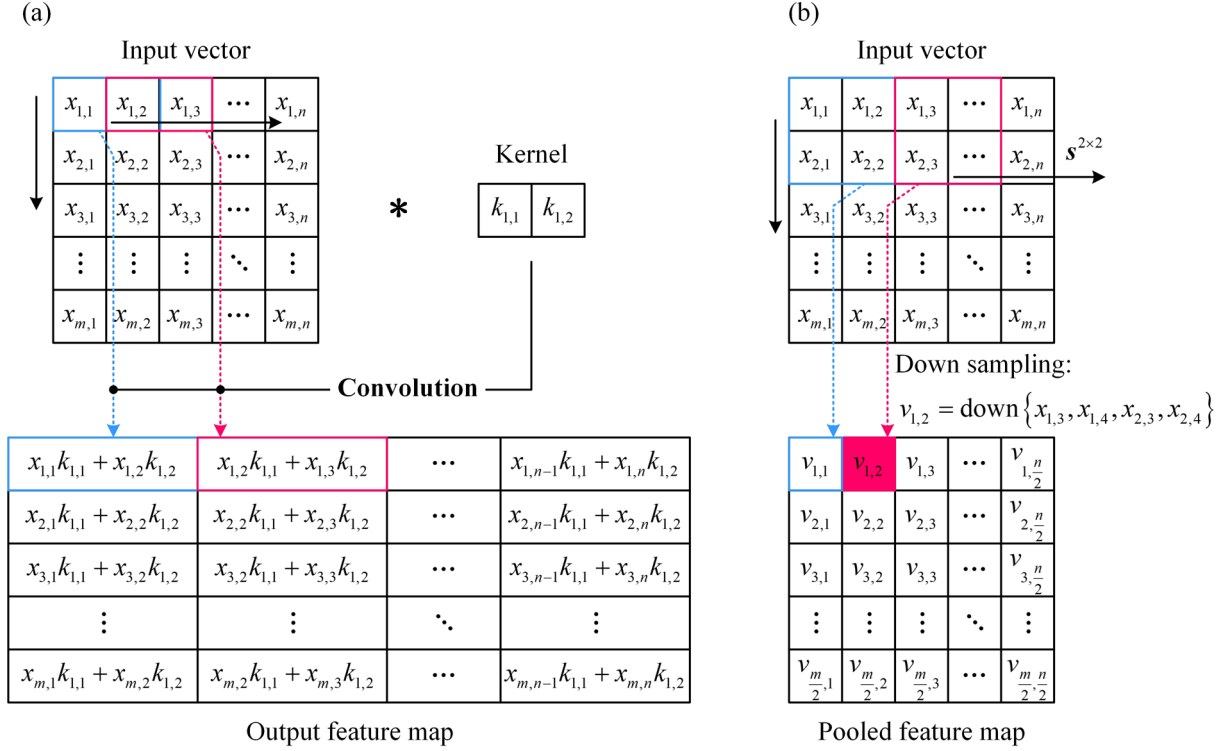 (a)
Input vector
x1,1 x1,2 x1,3 ⋯ x1,n
x2,1 x2,2 x2,3 ⋯ x2,n
x3,1 x3,2 x3,3 ⋯ x3,n
⋮ ⋮ ⋮ ⋱ ⋮
xm,1 xm,2 xm,3 ⋯ xm,n
*
Kernel
k1,1 k1,2
Convolution
x1,1k1,1 + x1,2k1,2 x1,2k1,1 + x1,3k1,2 ⋯ x1,n−1k1,1 + x1,nk1,2
x2,1k1,1 + x2,2k1,2 x2,2k1,1 + x2,3k1,2 ⋯ x2,n−1k1,1 + x2,nk1,2
x3,1k1,1 + x3,2k1,2 x3,2k1,1 + x3,3k1,2 ⋯ x3,n−1k1,1 + x3,nk1,2
⋮ ⋮ ⋱ ⋮
xm,1k1,1 + xm,2k1,2 xm,2k1,1 + xm,3k1,2 ⋯ xm,n−1k1,1 + xm,nk1,2
Output feature map
(b)
Input vector
x1,1 x1,2 x1,3 ⋯ x1,n
x2,1 x2,2 x2,3 ⋯ x2,n
s2×2
x3,1 x3,2 x3,3 ⋯ x3,n
⋮ ⋮ ⋮ ⋱ ⋮
xm,1 xm,2 xm,3 ⋯ xm,n
Down sampling:
v1,2 = down{x1,3, x1,4, x2,3, x2,4}
v1,1 v1,2 v1,3 ⋯ v1,n/2
v2,1 v2,2 v2,3 ⋯ v2,n/2
v3,1 v3,2 v3,3 ⋯ v3,n/2
⋮ ⋮ ⋮ ⋱ ⋮
vm/2,1 vm/2,2 vm/2,3 ⋯ vm/2,n/2
Pooled feature map